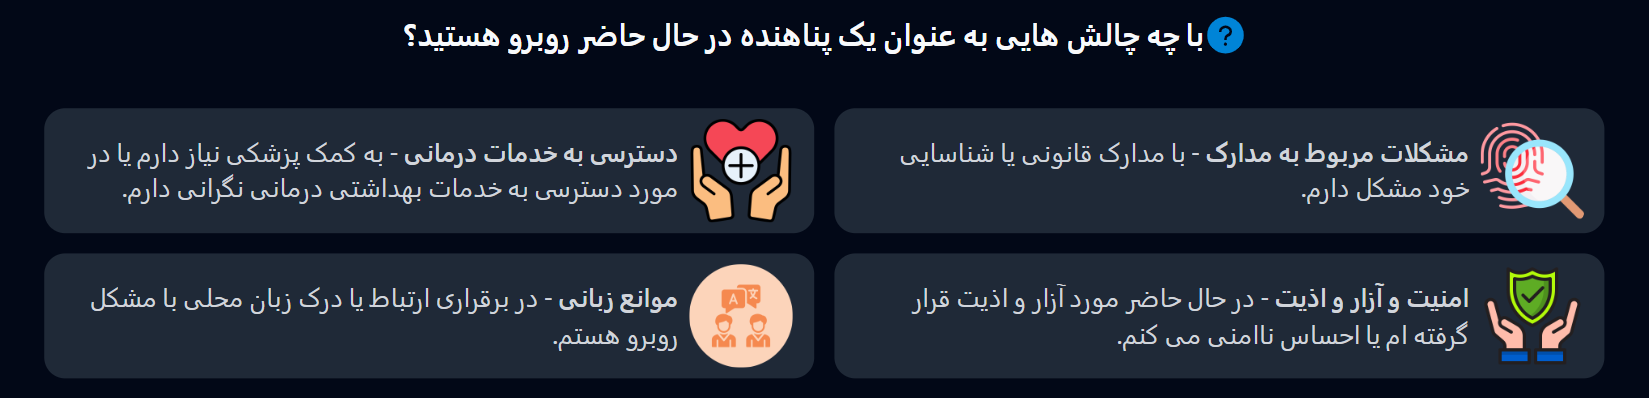 با چه چالش هایی به عنوان یک پناهنده در حال حاضر روبرو هستید؟
مشکلات مربوط به مدارک - با مدارک قانونی یا شناسایی
خود مشکل دارم.
دسترسی به خدمات درمانی - به کمک پزشکی نیاز دارم یا در
مورد دسترسی به خدمات بهداشتی درمانی نگرانی دارم.
امنیت و آزار و اذیت - در حال حاضر مورد آزار و اذیت قرار
گرفته ام یا احساس ناامنی می کنم.
موانع زبانی - در برقراری ارتباط یا درک زبان محلی با مشکل
روبرو هستم.